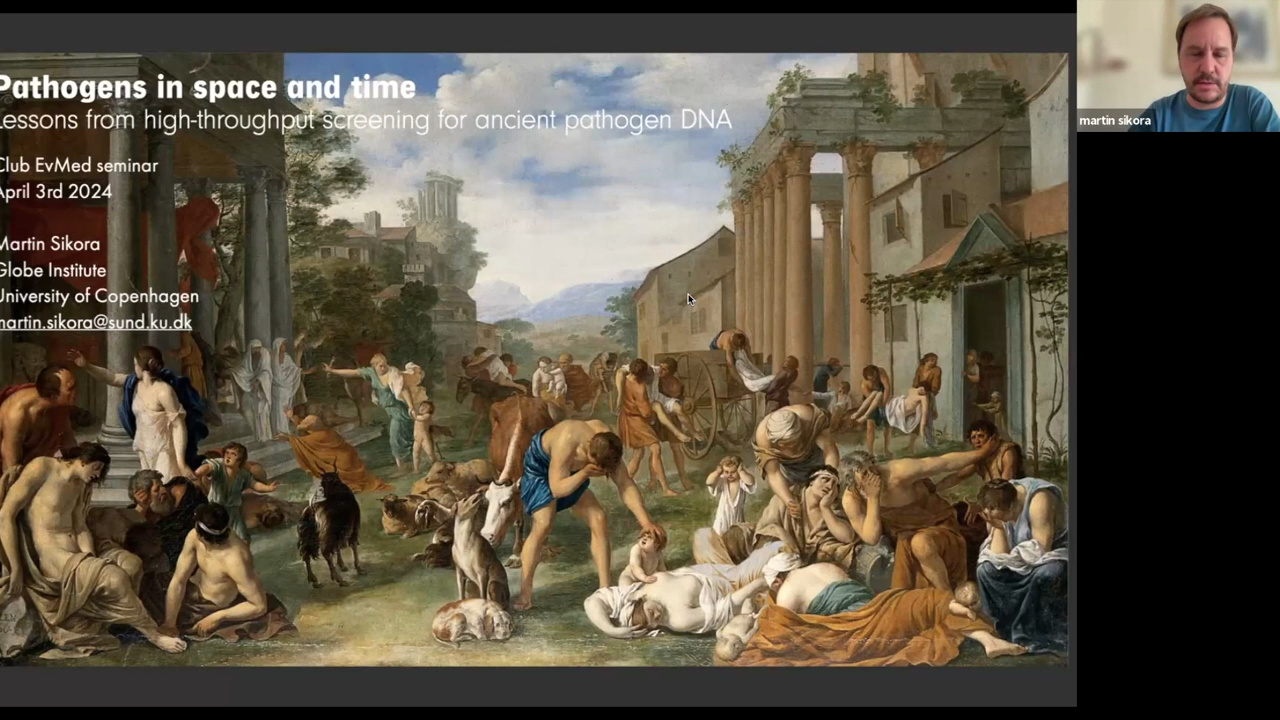 Pathogens in space and time
Lessons from high-throughput screening for ancient pathogen DNA
Club EvMed seminar
April 3rd 2024
Martin Sikora
Globe Institute
University of Copenhagen
martin.sikora@sund.ku.dk
martin sikora